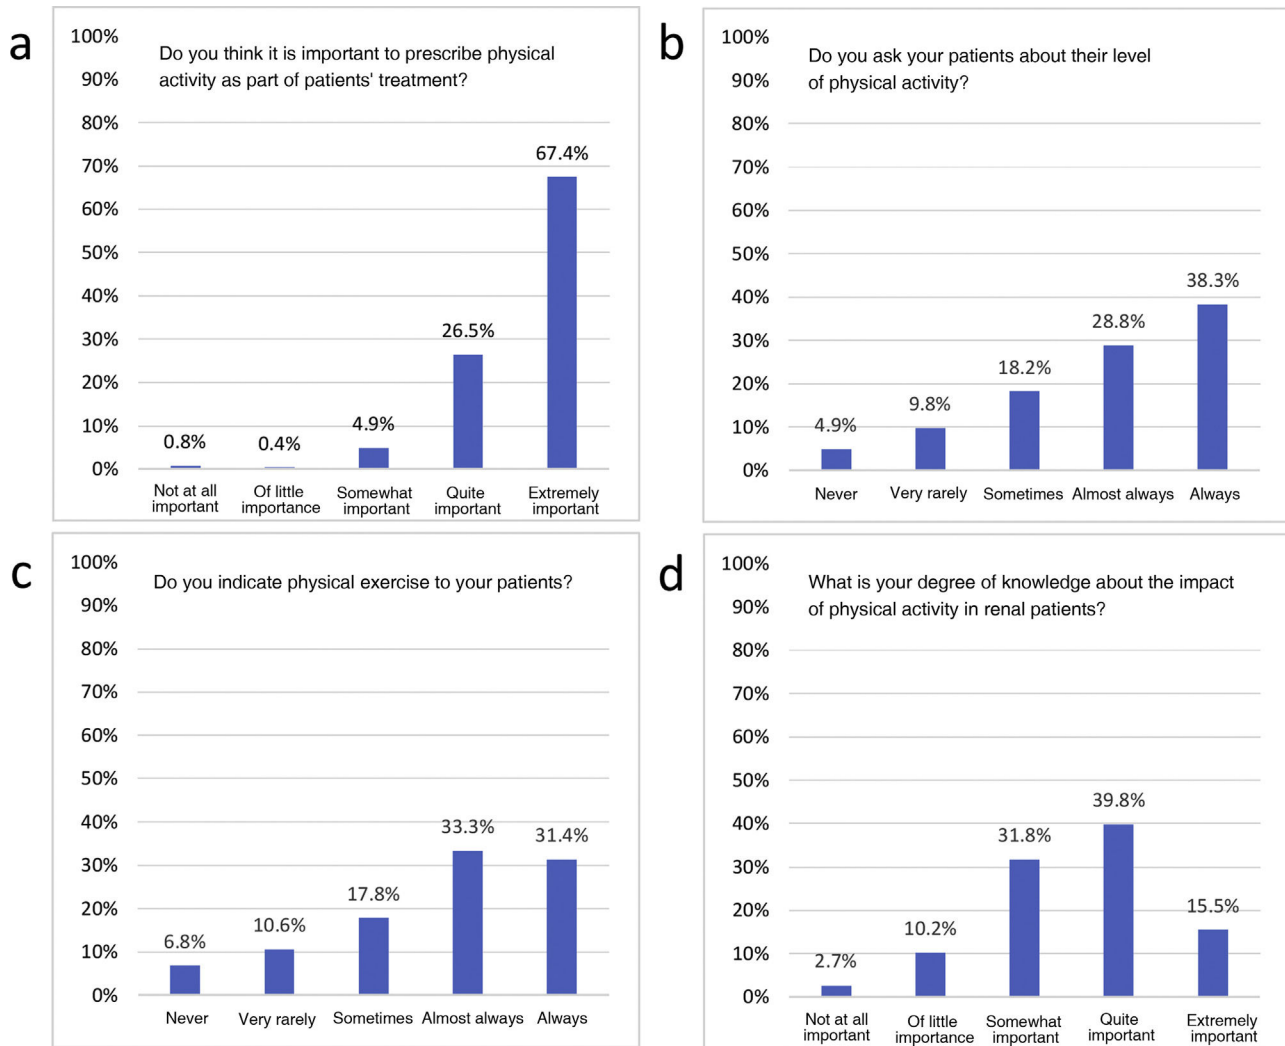 a
Do you think it is important to prescribe physical
activity as part of patients' treatment?
100%
90%
80%
70%
60%
50%
40%
30%
20%
10%
0%
0.8%
0.4%
4.9%
26.5%
67.4%
Not at all
important
Of little
importance
Somewhat
important
Quite
important
Extremely
important
b
Do you ask your patients about their level
of physical activity?
100%
90%
80%
70%
60%
50%
40%
30%
20%
10%
0%
4.9%
9.8%
18.2%
28.8%
38.3%
Never
Very rarely
Sometimes
Almost always
Always
c
Do you indicate physical exercise to your patients?
100%
90%
80%
70%
60%
50%
40%
30%
20%
10%
0%
6.8%
10.6%
17.8%
33.3%
31.4%
Never
Very rarely
Sometimes
Almost always
Always
d
What is your degree of knowledge about the impact
of physical activity in renal patients?
100%
90%
80%
70%
60%
50%
40%
30%
20%
10%
0%
2.7%
10.2%
31.8%
39.8%
15.5%
Not at all
important
Of little
importance
Somewhat
important
Quite
important
Extremely
important